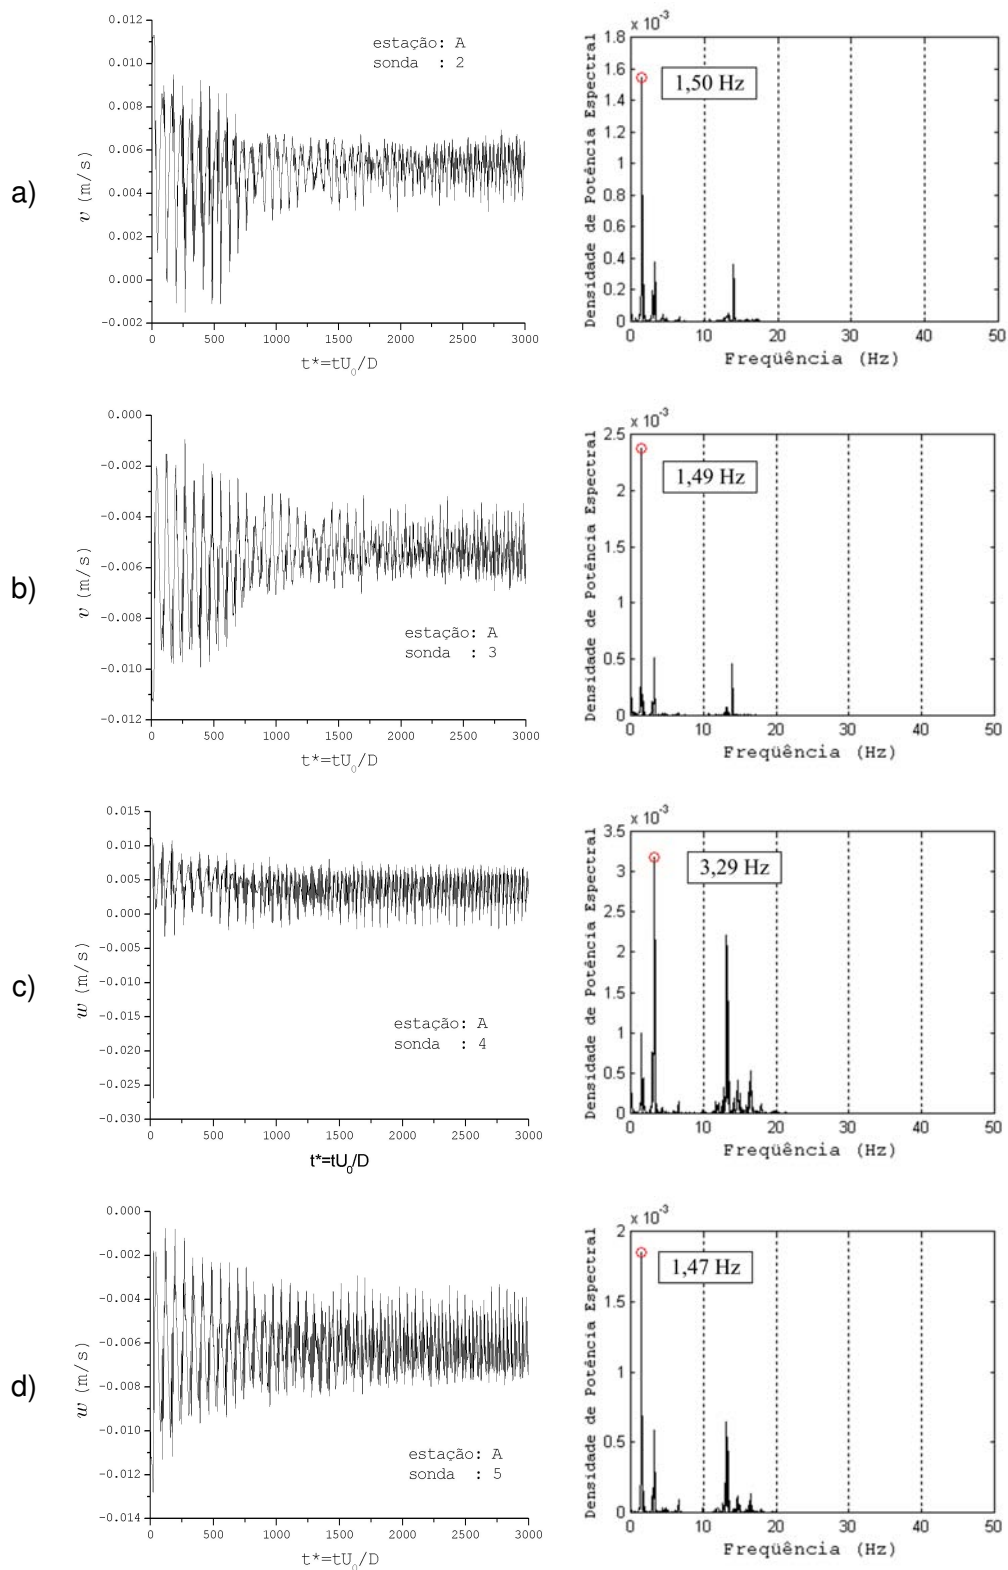 a)
0.012
0.010
0.008
0.006
0.004
0.002
0.000
-0.002
v (m/s)
estação: A
sonda : 2
0 500 1000 1500 2000 2500 3000
t*=tU0/D
x 10-3
1.8
1.6
1.4
1.2
1
0.8
0.6
0.4
0.2
0
Densidade de Potência Espectral
1,50 Hz
0 10 20 30 40 50
Freqüência (Hz)
b)
0.000
-0.002
-0.004
-0.006
-0.008
-0.010
-0.012
v (m/s)
estação: A
sonda : 3
0 500 1000 1500 2000 2500 3000
t*=tU0/D
x 10-3
2.5
2
1.5
1
0.5
0
Densidade de Potência Espectral
1,49 Hz
0 10 20 30 40 50
Freqüência (Hz)
c)
0.015
0.010
0.005
0.000
-0.005
-0.010
-0.015
-0.020
-0.025
-0.030
w (m/s)
estação: A
sonda : 4
0 500 1000 1500 2000 2500 3000
t*=tU0/D
x 10-3
3.5
3
2.5
2
1.5
1
0.5
0
Densidade de Potência Espectral
3,29 Hz
0 10 20 30 40 50
Freqüência (Hz)
d)
0.000
-0.002
-0.004
-0.006
-0.008
-0.010
-0.012
-0.014
w (m/s)
estação: A
sonda : 5
0 500 1000 1500 2000 2500 3000
t*=tU0/D
x 10-3
2
1.5
1
0.5
0
Densidade de Potência Espectral
1,47 Hz
0 10 20 30 40 50
Freqüência (Hz)